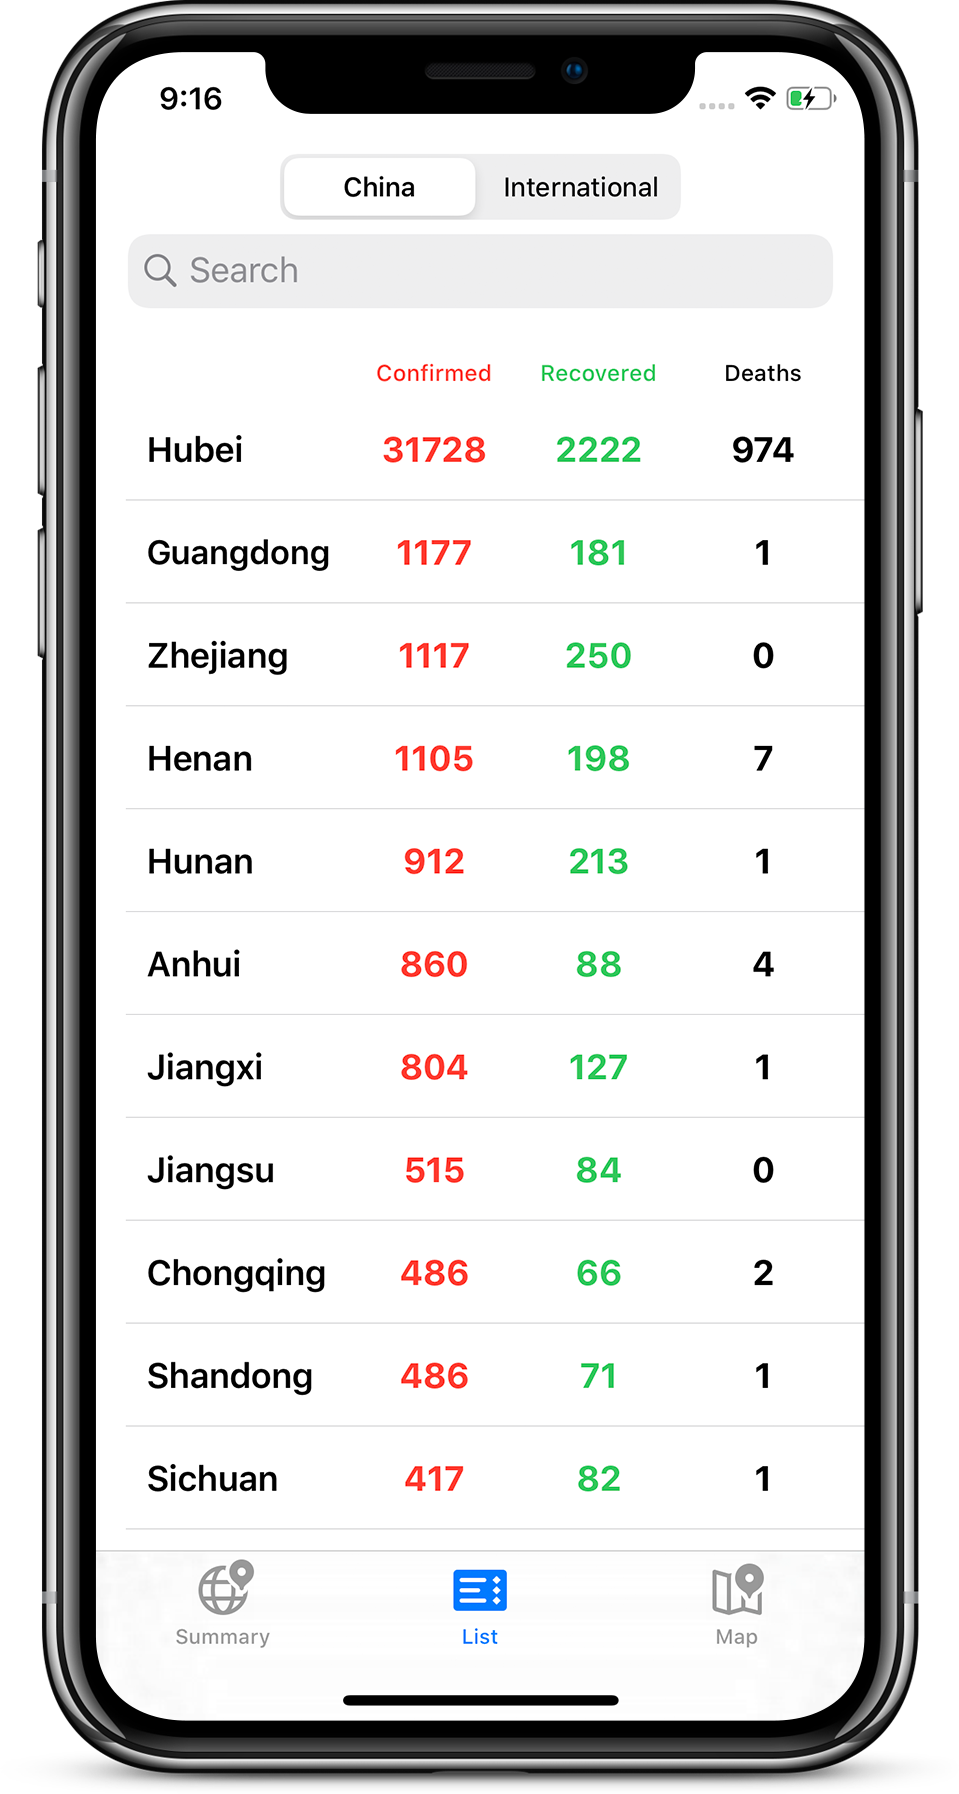 9:16
China International
Search
Confirmed Recovered Deaths
Hubei 31728 2222 974
Guangdong 1177 181 1
Zhejiang 1117 250 0
Henan 1105 198 7
Hunan 912 213 1
Anhui 860 88 4
Jiangxi 804 127 1
Jiangsu 515 84 0
Chongqing 486 66 2
Shandong 486 71 1
Sichuan 417 82 1
Summary List Map